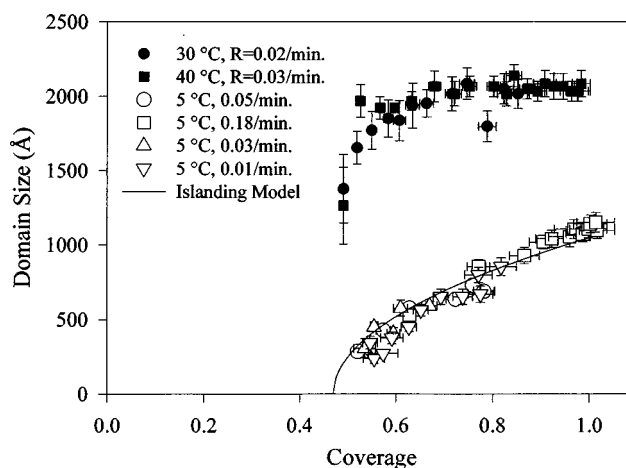 2500
2000
1500
1000
500
0
Domain Size (Å)
30 °C, R=0.02/min.
40 °C, R=0.03/min.
5 °C, 0.05/min.
5 °C, 0.18/min.
5 °C, 0.03/min.
5 °C, 0.01/min.
Islanding Model
0.0 0.2 0.4 0.6 0.8 1.0
Coverage